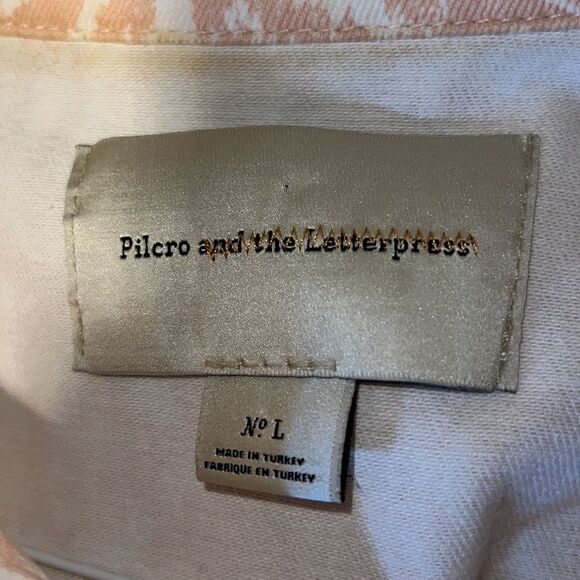 Pilcro and the Letterpress
Nº. L
MADE IN TURKEY
FABRIQUE EN TURKEY